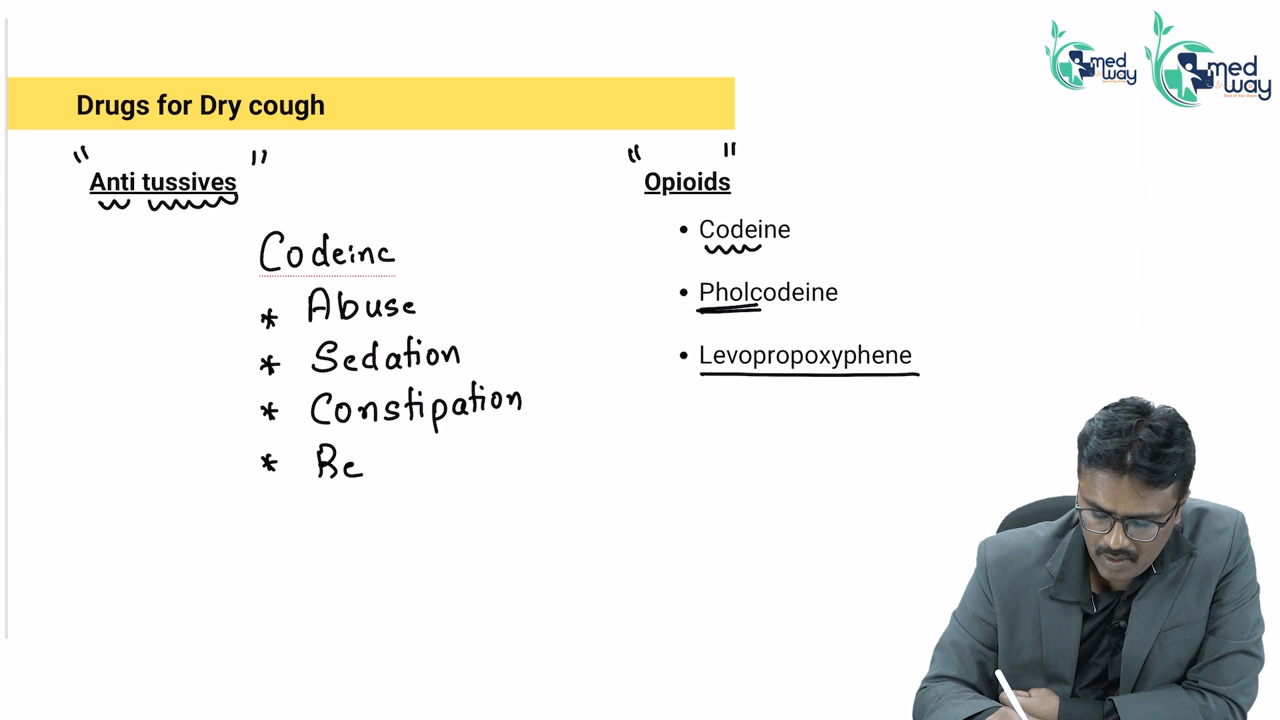 med
way
med
way
Drugs for Dry cough
" Anti tussives "
Codeine
* Abuse
* Sedation
* Constipation
* Re
" Opioids "
• Codeine
• Pholcodeine
• Levopropoxyphene